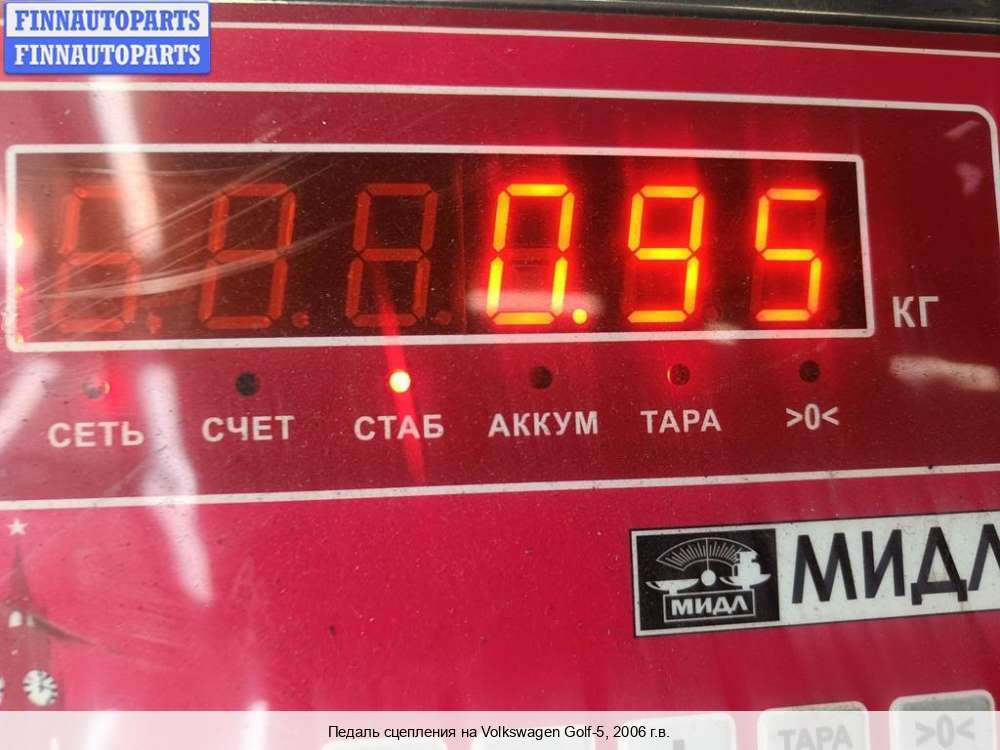 FINNAUTOPARTS
FINNAUTOPARTS
0.95
КГ
СЕТЬ СЧЕТ СТАБ АККУМ ТАРА >0<
МИДЛ
МИДЛ
ТАРА >0<
Педаль сцепления на Volkswagen Golf-5, 2006 г.в.